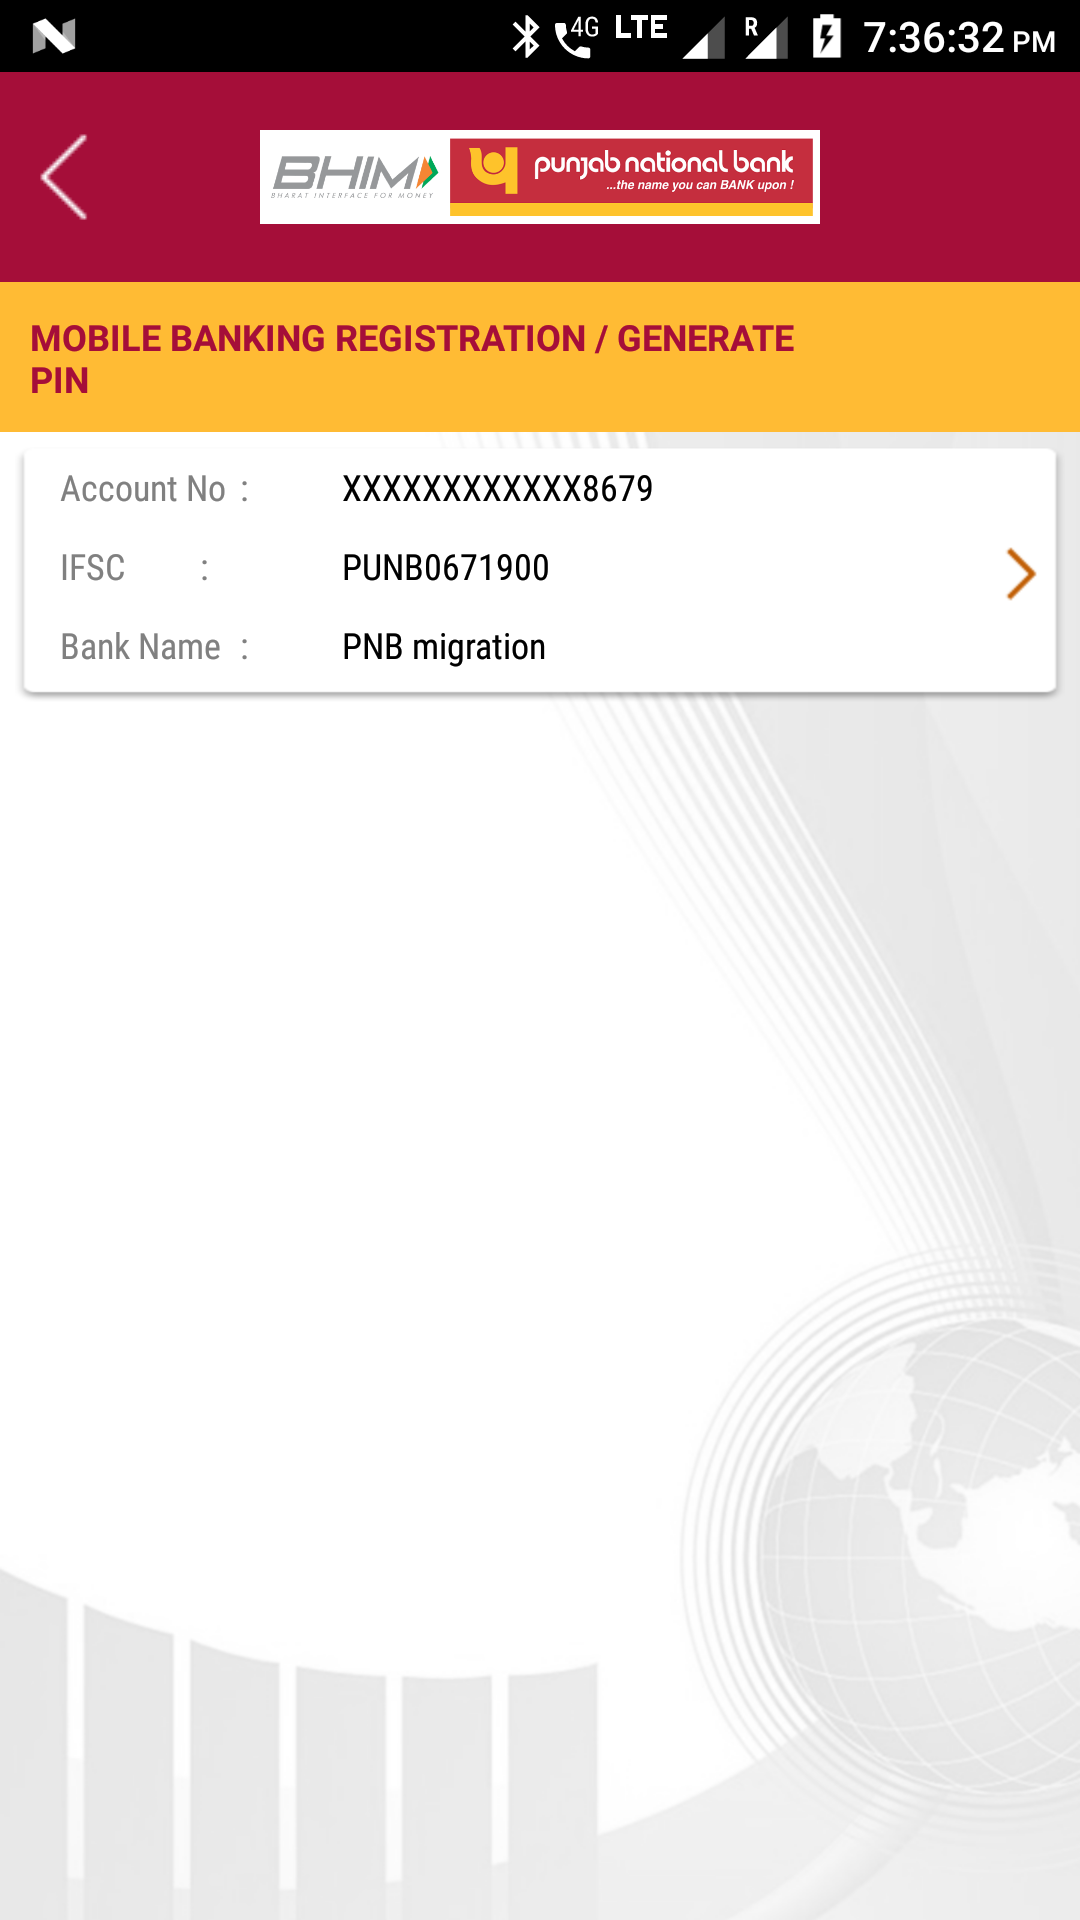 4G LTE R 7:36:32 PM
BHIM punjab national bank
BHARAT INTERFACE FOR MONEY ...the name you can BANK upon !
MOBILE BANKING REGISTRATION / GENERATE
PIN
Account No : XXXXXXXXXXXX8679
IFSC : PUNB0671900
Bank Name : PNB migration